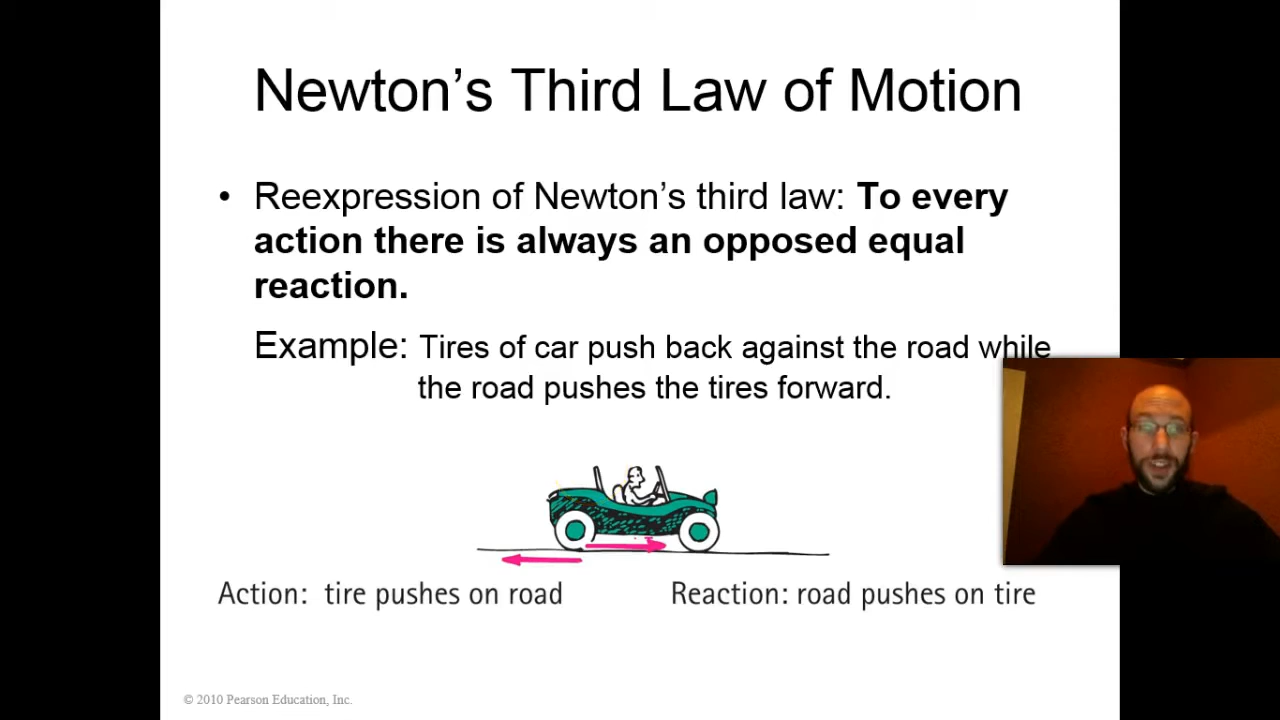 Newton’s Third Law of Motion
• Reexpression of Newton’s third law: To every
action there is always an opposed equal
reaction.
Example: Tires of car push back against the road while
the road pushes the tires forward.
Action: tire pushes on road
Reaction: road pushes on tire
© 2010 Pearson Education, Inc.